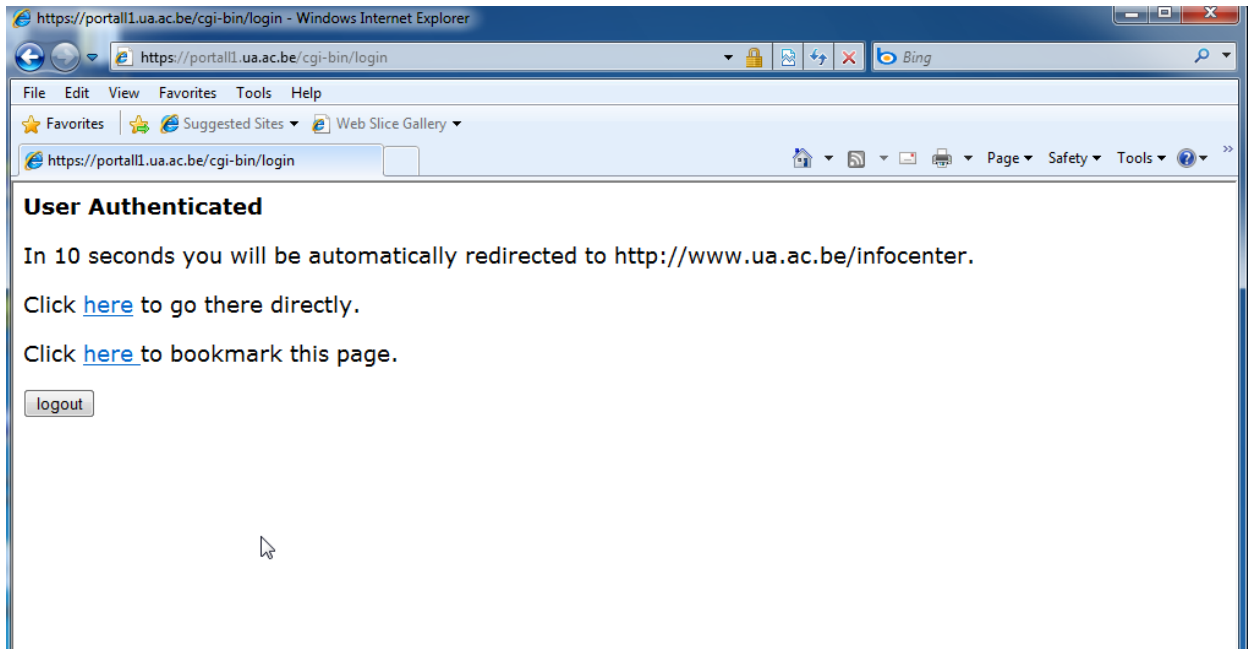 https://portall1.ua.ac.be/cgi-bin/login - Windows Internet Explorer
https://portall1.ua.ac.be/cgi-bin/login
Bing
File Edit View Favorites Tools Help
Favorites Suggested Sites Web Slice Gallery
https://portall1.ua.ac.be/cgi-bin/login Page Safety Tools
User Authenticated
In 10 seconds you will be automatically redirected to http://www.ua.ac.be/infocenter.
Click here to go there directly.
Click here to bookmark this page.
logout